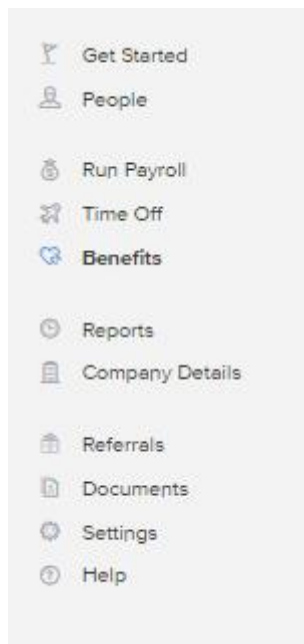 Get Started
People
Run Payroll
Time Off
Benefits
Reports
Company Details
Referrals
Documents
Settings
Help